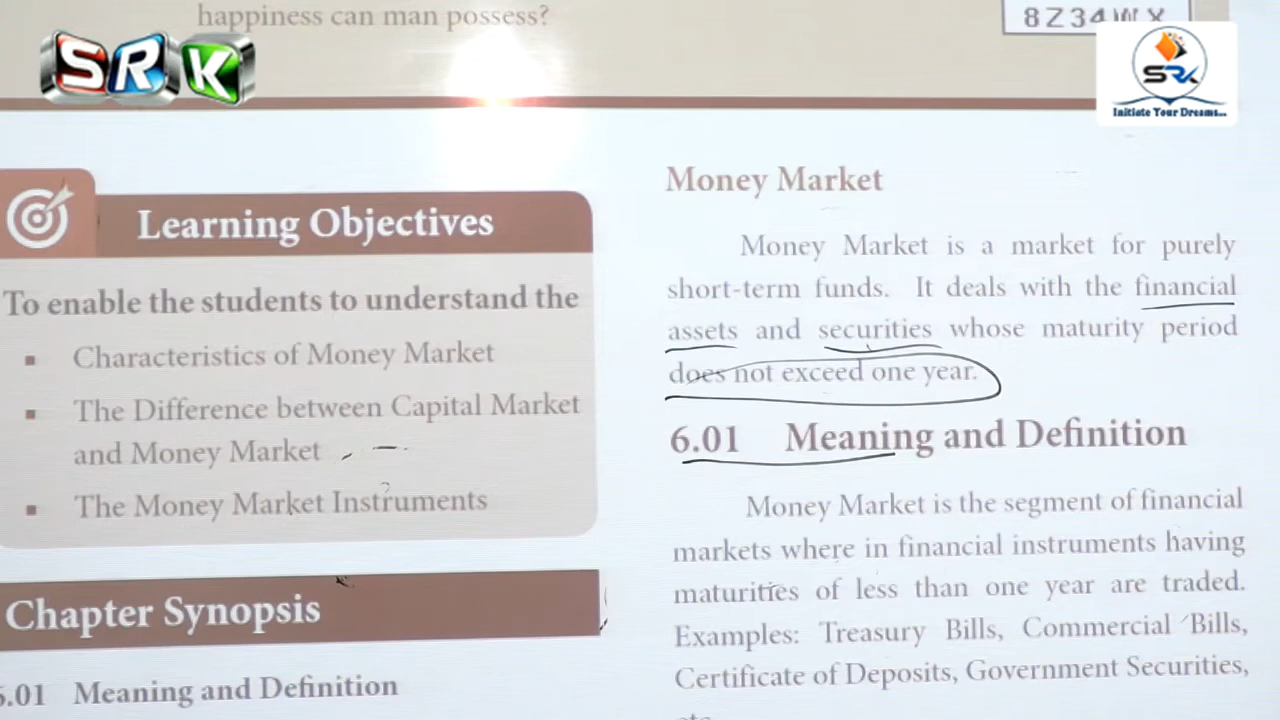 happiness can man possess?
8Z34WX
SRK
SRK
Initiate Your Dreams...
Learning Objectives
To enable the students to understand the
▪ Characteristics of Money Market
▪ The Difference between Capital Market
and Money Market
▪ The Money Market Instruments
Chapter Synopsis
6.01 Meaning and Definition
Money Market
Money Market is a market for purely
short-term funds. It deals with the financial
assets and securities whose maturity period
does not exceed one year.
6.01 Meaning and Definition
Money Market is the segment of financial
markets where in financial instruments having
maturities of less than one year are traded.
Examples: Treasury Bills, Commercial Bills,
Certificate of Deposits, Government Securities,